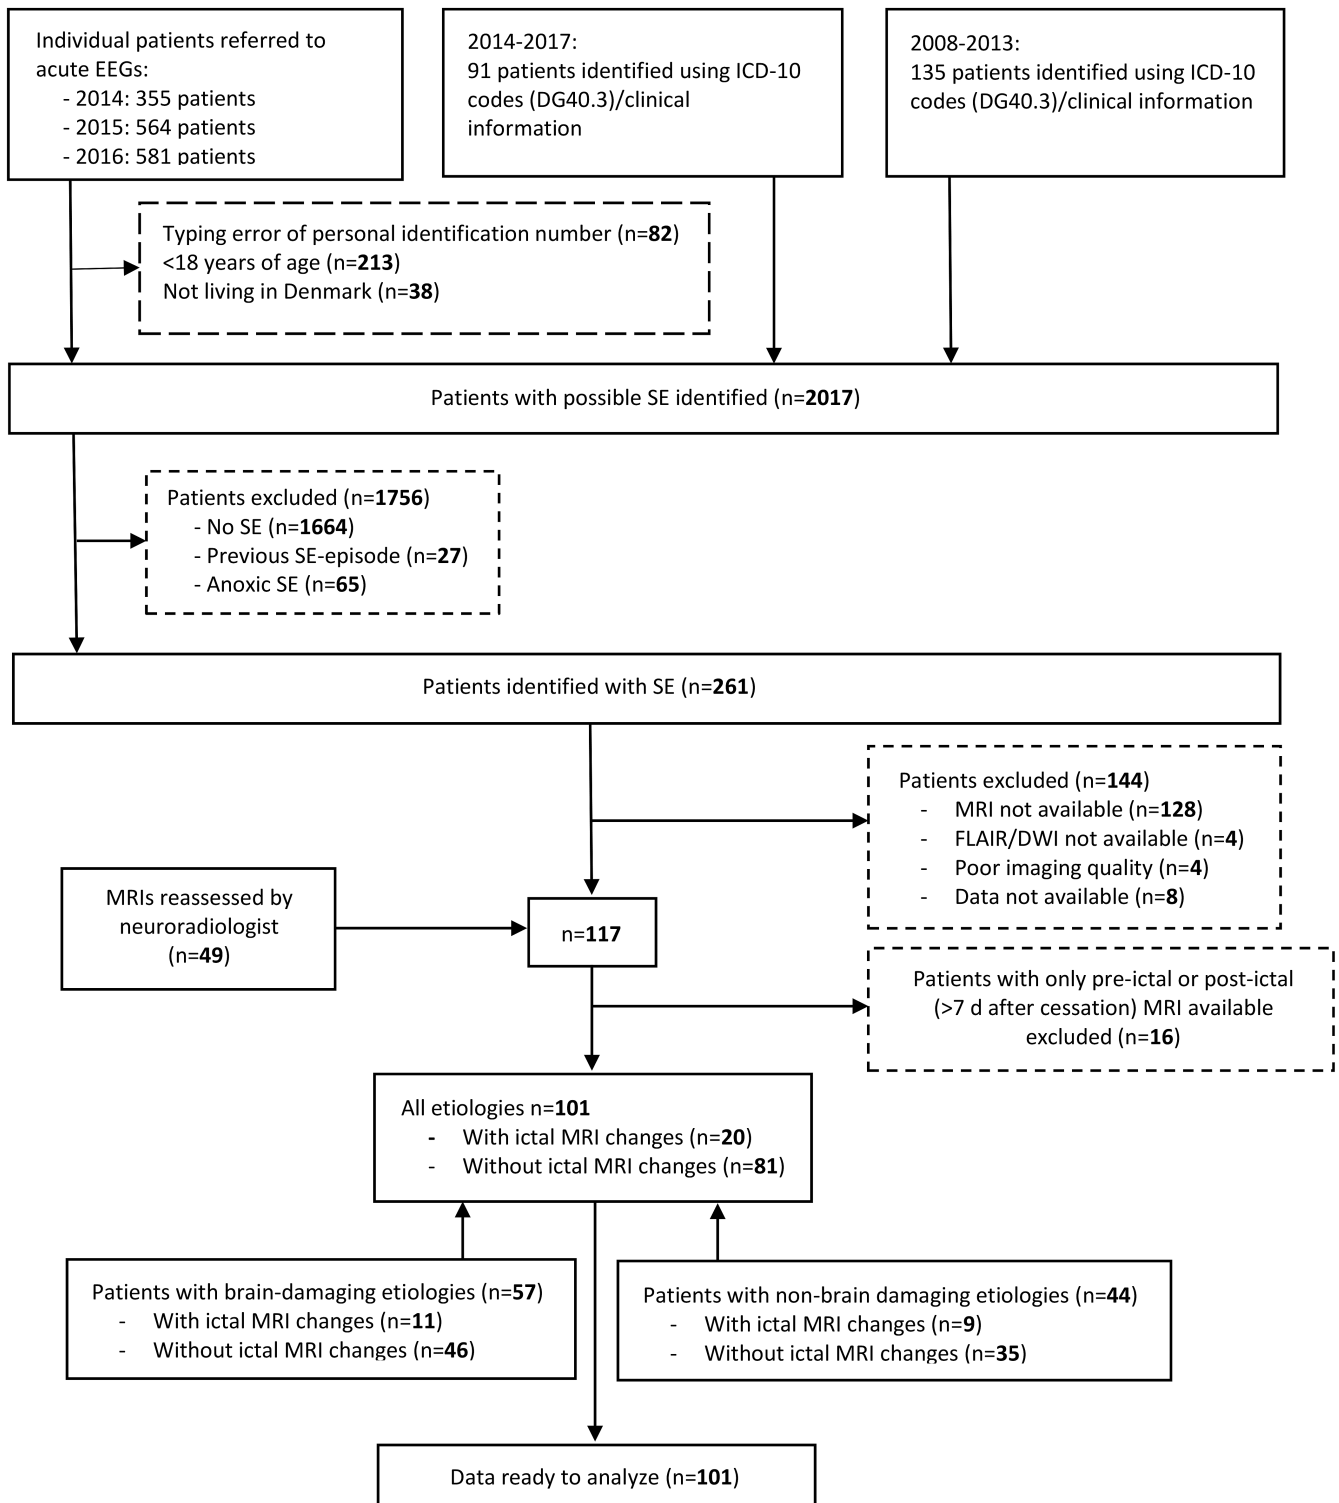 Individual patients referred to
acute EEGs:
- 2014: 355 patients
- 2015: 564 patients
- 2016: 581 patients
2014-2017:
91 patients identified using ICD-10
codes (DG40.3)/clinical
information
2008-2013:
135 patients identified using ICD-10
codes (DG40.3)/clinical information
Typing error of personal identification number (n=82)
<18 years of age (n=213)
Not living in Denmark (n=38)
Patients with possible SE identified (n=2017)
Patients excluded (n=1756)
- No SE (n=1664)
- Previous SE-episode (n=27)
- Anoxic SE (n=65)
Patients identified with SE (n=261)
Patients excluded (n=144)
- MRI not available (n=128)
- FLAIR/DWI not available (n=4)
- Poor imaging quality (n=4)
- Data not available (n=8)
MRIs reassessed by
neuroradiologist
(n=49)
n=117
Patients with only pre-ictal or post-ictal
(>7 d after cessation) MRI available
excluded (n=16)
All etiologies n=101
- With ictal MRI changes (n=20)
- Without ictal MRI changes (n=81)
Patients with brain-damaging etiologies (n=57)
- With ictal MRI changes (n=11)
- Without ictal MRI changes (n=46)
Patients with non-brain damaging etiologies (n=44)
- With ictal MRI changes (n=9)
- Without ictal MRI changes (n=35)
Data ready to analyze (n=101)